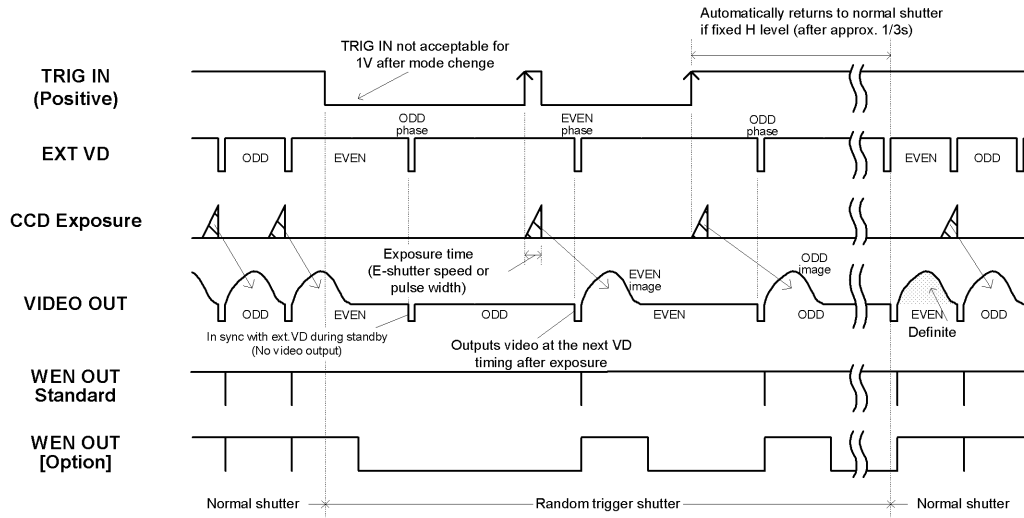 Automatically returns to normal shutter
if fixed H level (after approx. 1/3s)
TRIG IN not acceptable for
1V after mode chenge
TRIG IN
(Positive)
ODD
phase
EVEN
phase
ODD
phase
EXT VD
ODD
EVEN
EVEN
ODD
CCD Exposure
Exposure time
(E-shutter speed or
pulse width)
EVEN
image
ODD
image
VIDEO OUT
ODD
EVEN
ODD
EVEN
ODD
EVEN
ODD
In sync with ext.VD during standby
(No video output)
Outputs video at the next VD
timing after exposure
Definite
WEN OUT
Standard
WEN OUT
[Option]
Normal shutter
Random trigger shutter
Normal shutter